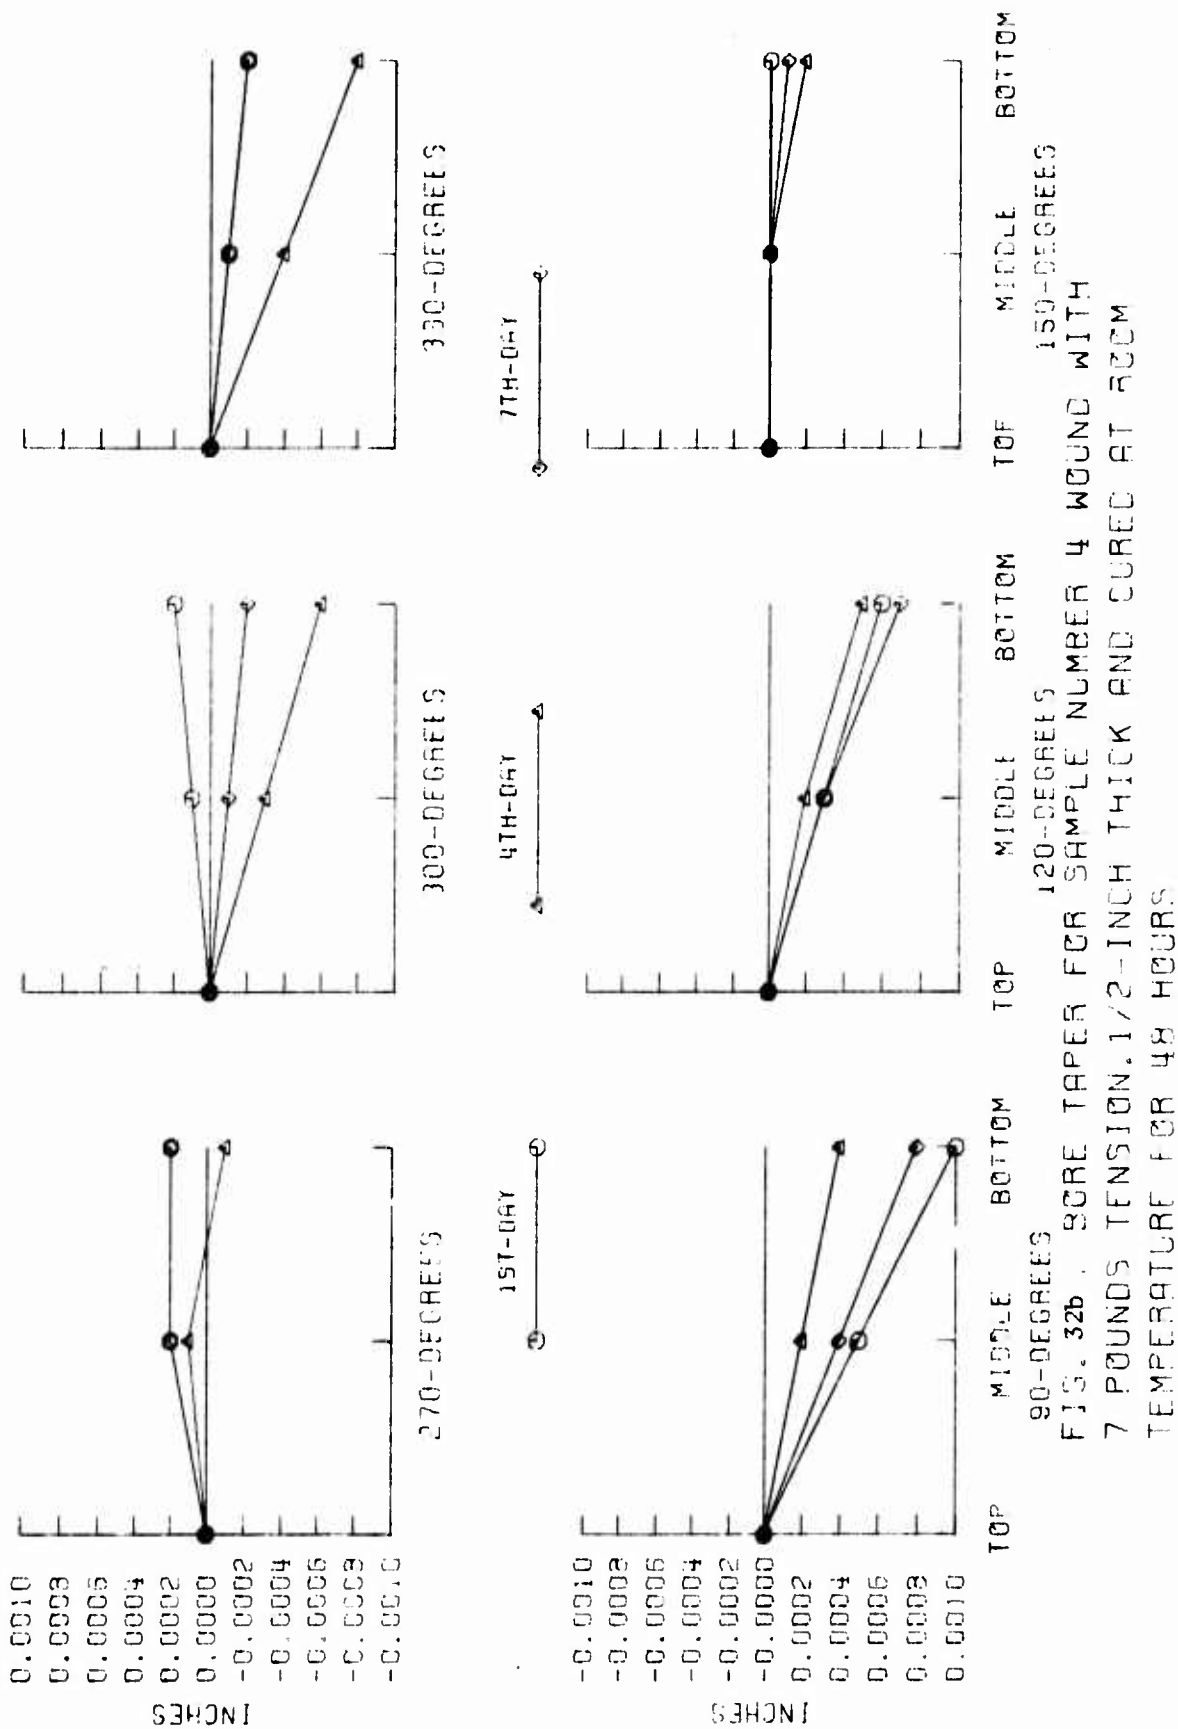 INCHES
0.0010
0.0008
0.0006
0.0004
0.0002
0.0000
-0.0002
-0.0004
-0.0006
-0.0008
-0.0010
270-DEGREES
300-DEGREES
330-DEGREES
1ST-DAY
4TH-DAY
7TH-DAY
INCHES
-0.0010
-0.0008
-0.0006
-0.0004
-0.0002
-0.0000
0.0002
0.0004
0.0006
0.0008
0.0010
TOP MIDDLE BOTTOM
TOP MIDDLE BOTTOM
TOP MIDDLE BOTTOM
90-DEGREES
120-DEGREES
150-DEGREES
FIG. 32b . BORE TAPER FOR SAMPLE NUMBER 4 WOUND WITH
7 POUNDS TENSION,1/2-INCH THICK AND CURED AT ROOM
TEMPERATURE FOR 48 HOURS